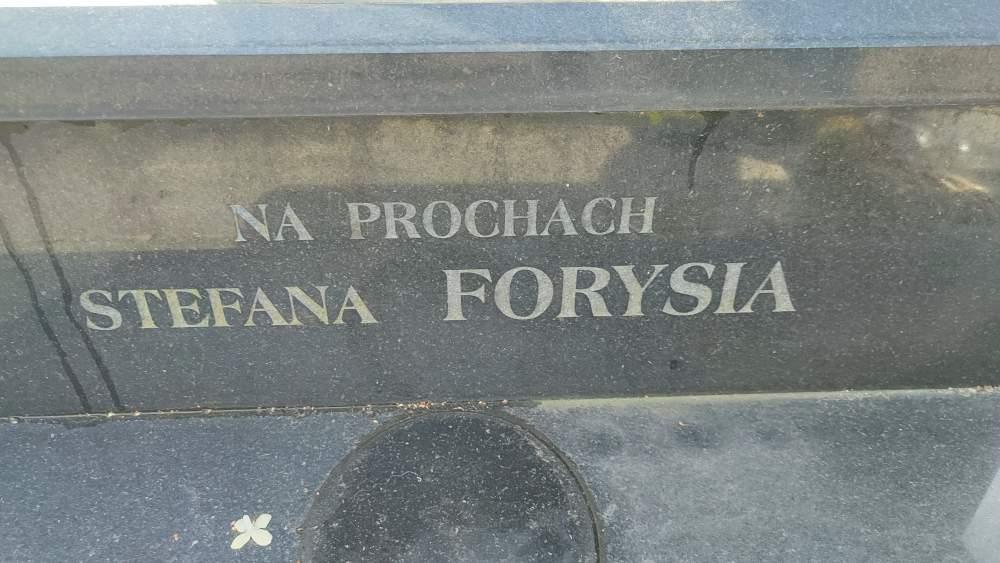 NA PROCHACH
STEFANA FORYSIA